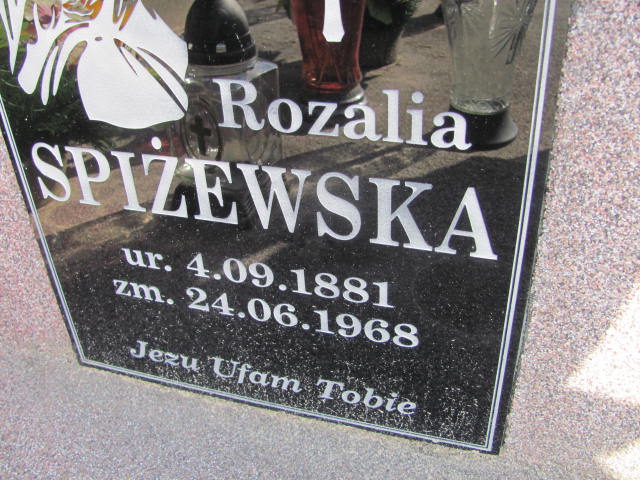 Rozalia
SPIŻEWSKA
ur. 4.09.1881
zm. 24.06.1968
Jezu Ufam Tobie